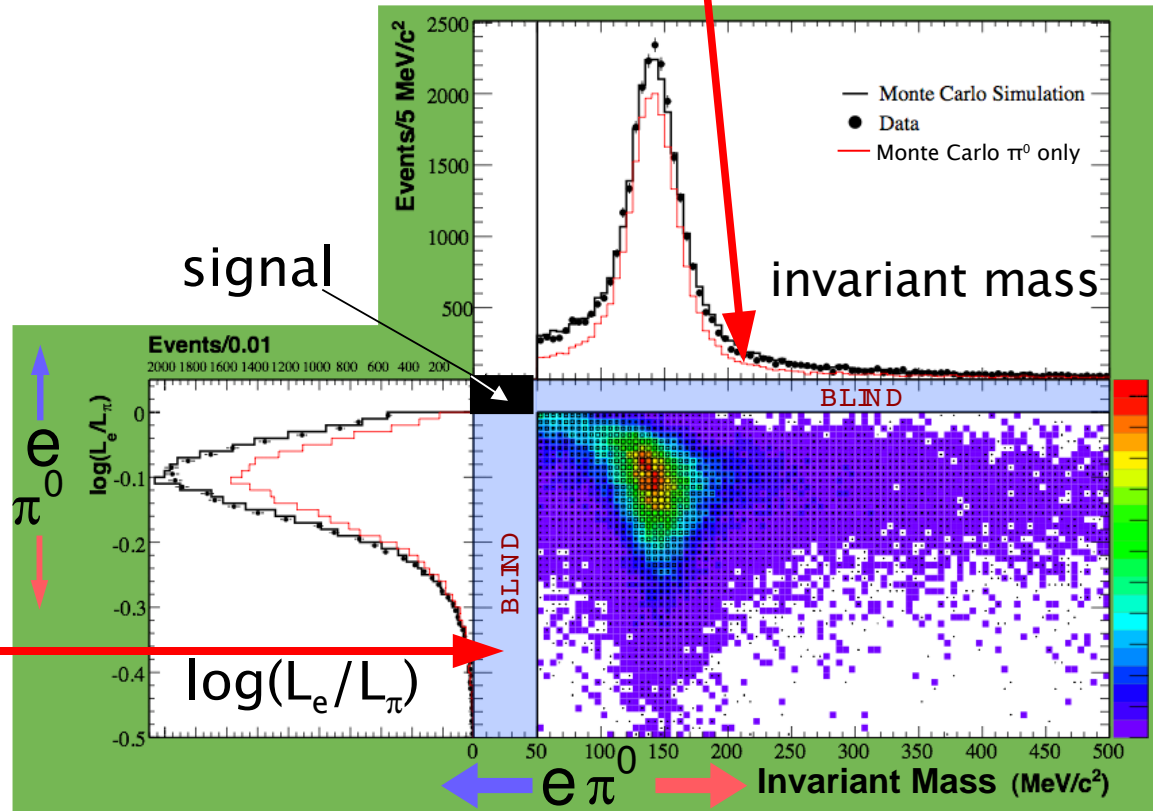 2500
2000
1500
1000
500
Events/5 MeV/c²
Monte Carlo Simulation
Data
Monte Carlo π⁰ only
signal
invariant mass
Events/0.01
2000 1800 1600 1400 1200 1000 800 600 400 200
BLIND
e
π⁰
log(Lₑ/L_π)
0
-0.1
-0.2
-0.3
-0.4
-0.5
BLIND
log(Lₑ/L_π)
0 50 100 150 200 250 300 350 400 450 500
e π⁰
Invariant Mass (MeV/c²)